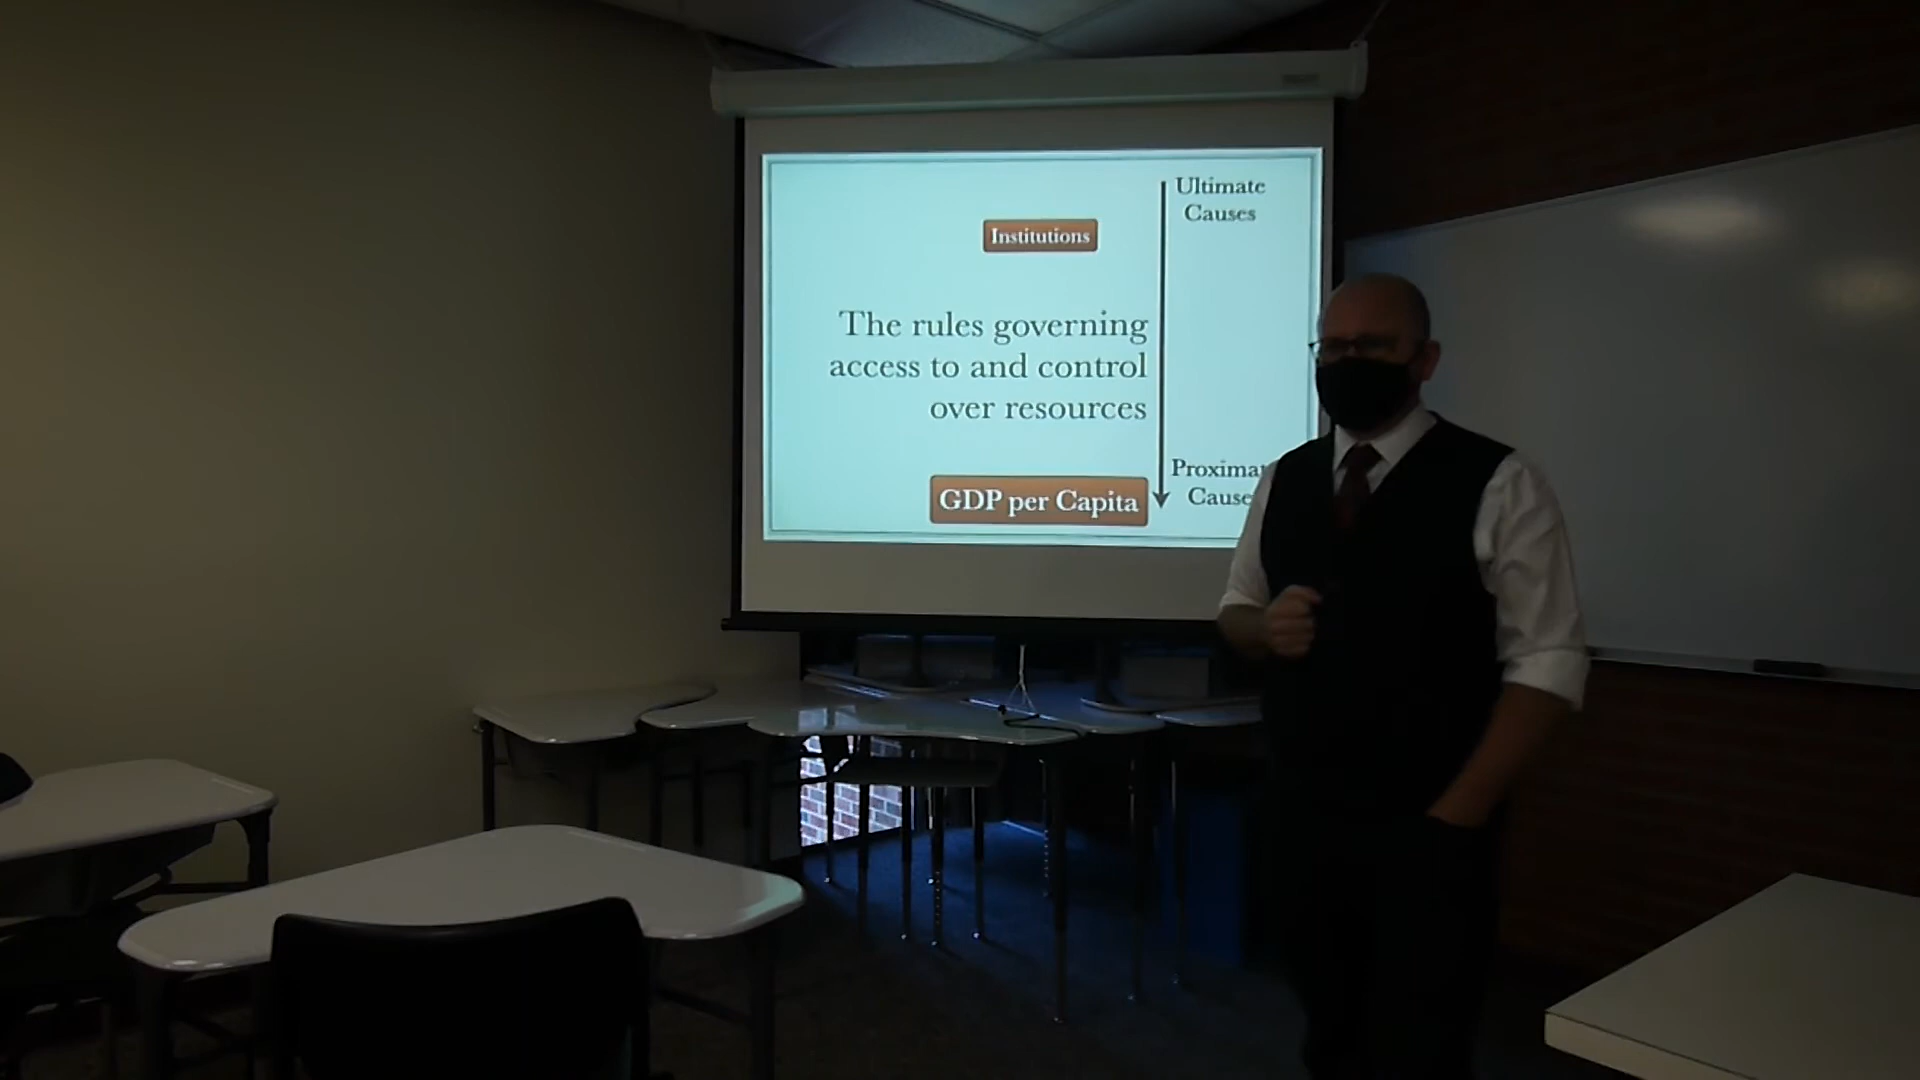 Ultimate
Causes
Institutions
The rules governing
access to and control
over resources
GDP per Capita